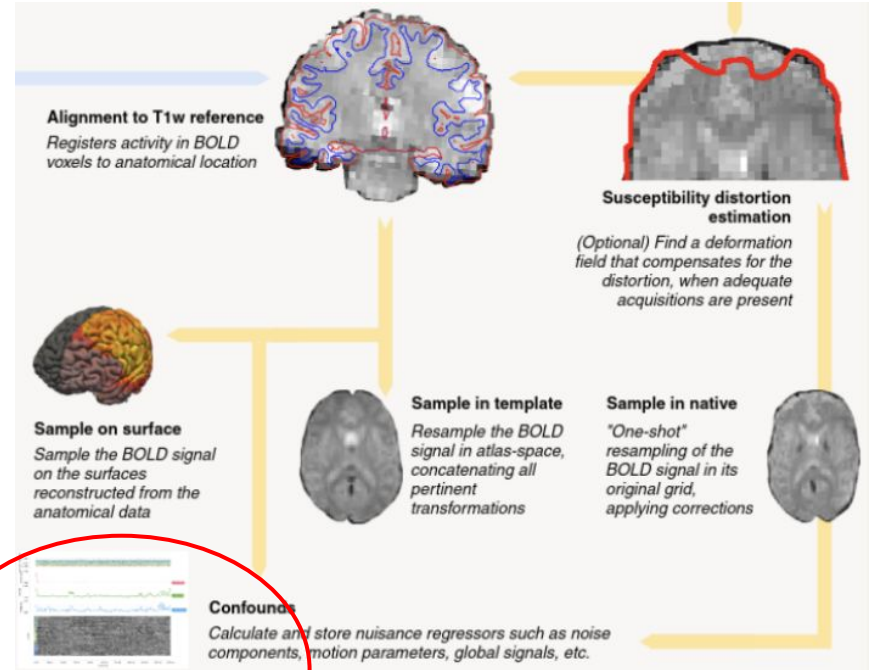 Alignment to T1w reference
Registers activity in BOLD
voxels to anatomical location
Susceptibility distortion
estimation
(Optional) Find a deformation
field that compensates for the
distortion, when adequate
acquisitions are present
Sample on surface
Sample the BOLD signal
on the surfaces
reconstructed from the
anatomical data
Sample in template
Resample the BOLD
signal in atlas-space,
concatenating all
pertinent
transformations
Sample in native
"One-shot"
resampling of the
BOLD signal in its
original grid,
applying corrections
Confounds
Calculate and store nuisance regressors such as noise
components, motion parameters, global signals, etc.